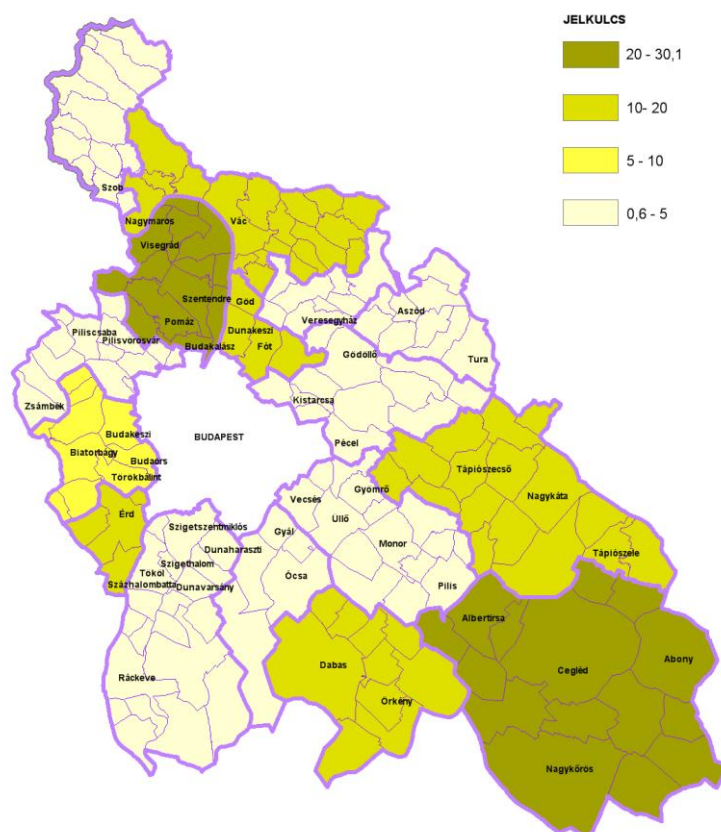 JELKULCS
20 - 30,1
10- 20
5 - 10
0,6 - 5
Szob
Nagymaros
Vác
Visegrád
Szentendre
Gód
Veresegyház
Aszód
Pomáz
Dunakeszi
Piliscsaba
Pilisvörösvár
Budakalász
Fót
Gödöllő
Tura
Zsámbék
Kistarcsa
Budakeszi
BUDAPEST
Pécel
Biatorbágy
Budaörs
Törökbálint
Tápiószecső
Gyömrő
Nagykáta
Vecsés
Érd
Üllő
Szigetszentmiklós
Gyál
Dunaharaszti
Monor
Tápiószele
Szigethalom
Tököl
Ócsa
Százhalombatta
Dunavarsány
Pilis
Albertirsa
Dabas
Cegléd
Abony
Ráckeve
Örkény
Nagykőrös